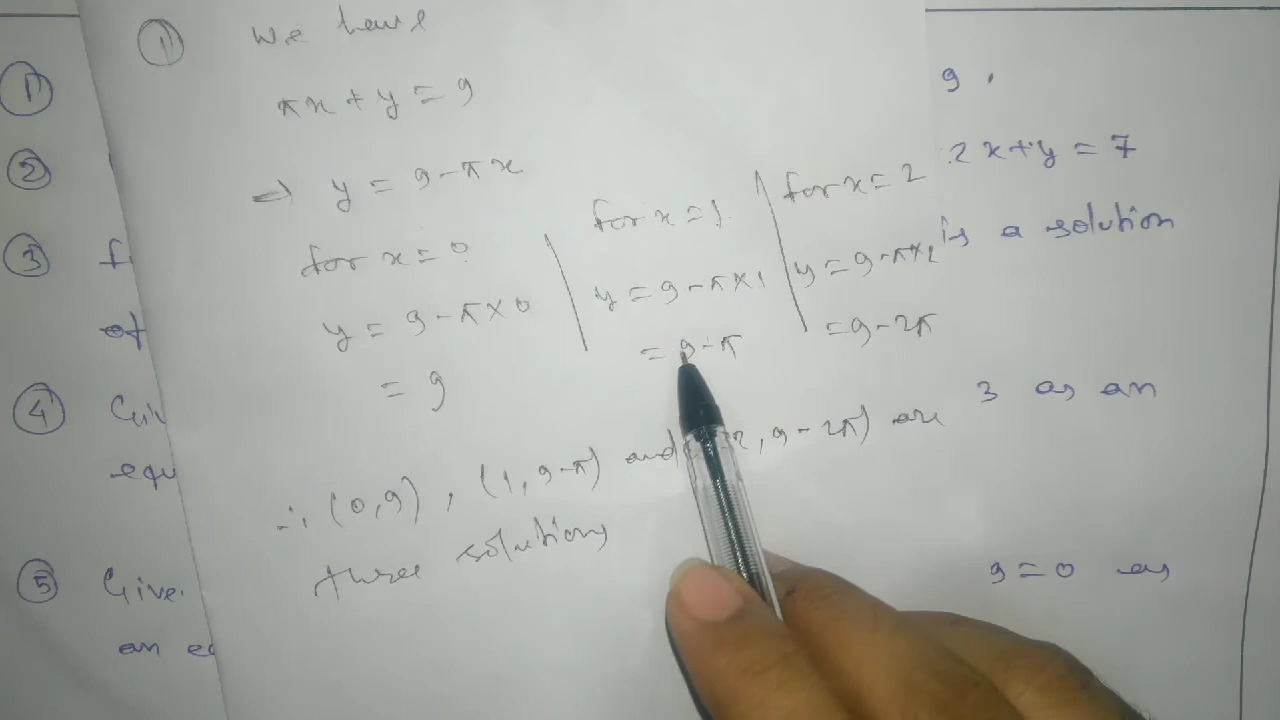 ① We have
πx + y = 9
⇒ y = 9 - πx
for x = 0
y = 9 - π × 0
= 9
for x = 1
y = 9 - π × 1
= 9 - π
for x = 2
y = 9 - π × 2
= 9 - 2π
∴ (0, 9), (1, 9 - π) and 2, 9 - 2π) are
three solutions
①
9.
②
2x + y = 7
③ f
is a solution
of
④
3 as an
equ
⑤ Give
9 = 0 as
an